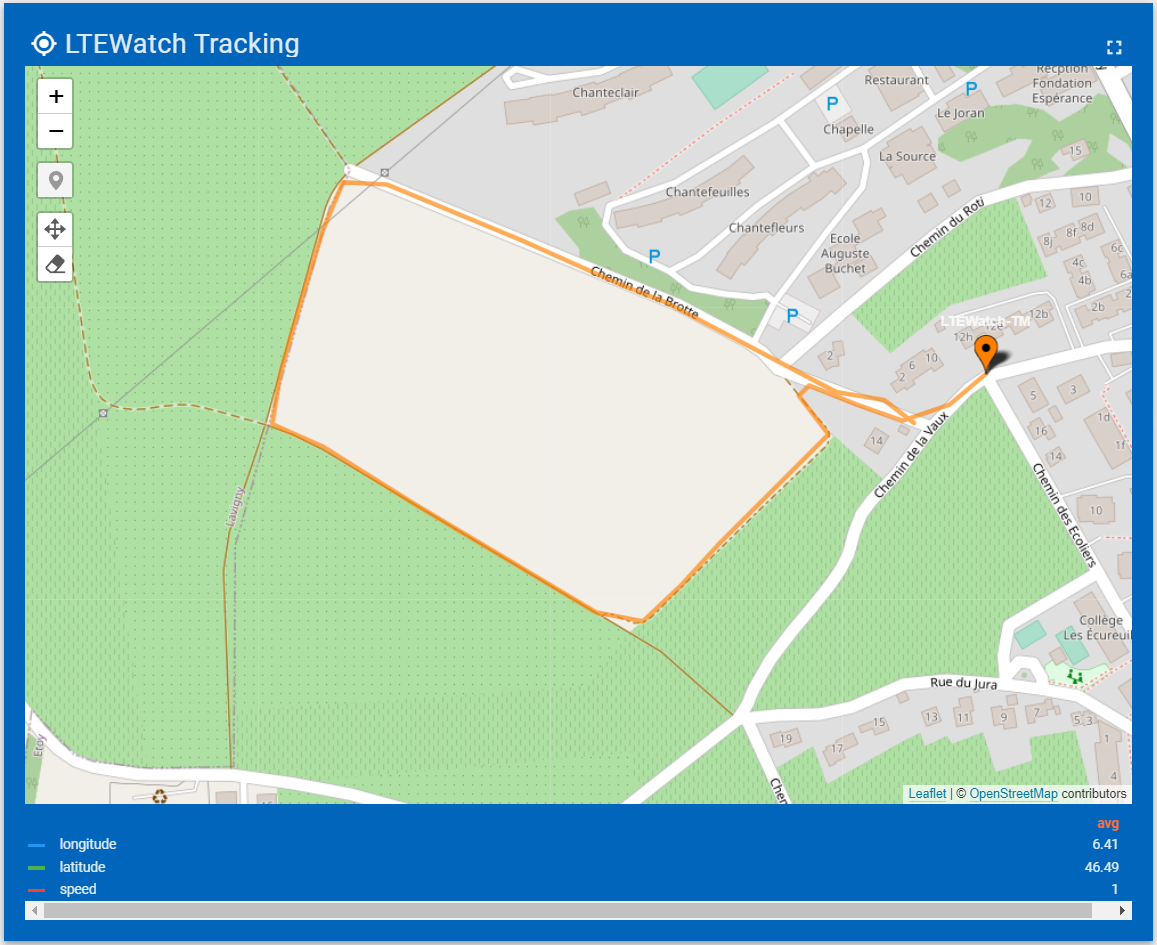 LTEWatch Tracking
+
−
Chanteclair
Restaurant
P
P
Récption
Fondation
Espérance
Le Joran
Chapelle
La Source
15
Chantefeuilles
Chantefleurs
Chemin du Roti
12
10
8f
8d
8j
6c
Ecole
Auguste
Buchet
P
4c
4b
6a
Chemin de la Brotte
P
2b
2
LTEWatch-TM
12b
12e
12h
2
6
10
2
5
3
1d
14
16
1f
14
Chemin de la Vaux
Lavigny
Chemin des Ecoliers
10
Collège
Les Écureuil
Rue du Jura
19
17
15
13
11
9
7
5
3
1
4
Etoy
Chen
Leaflet | © OpenStreetMap contributors
avg
longitude 6.41
latitude 46.49
speed 1